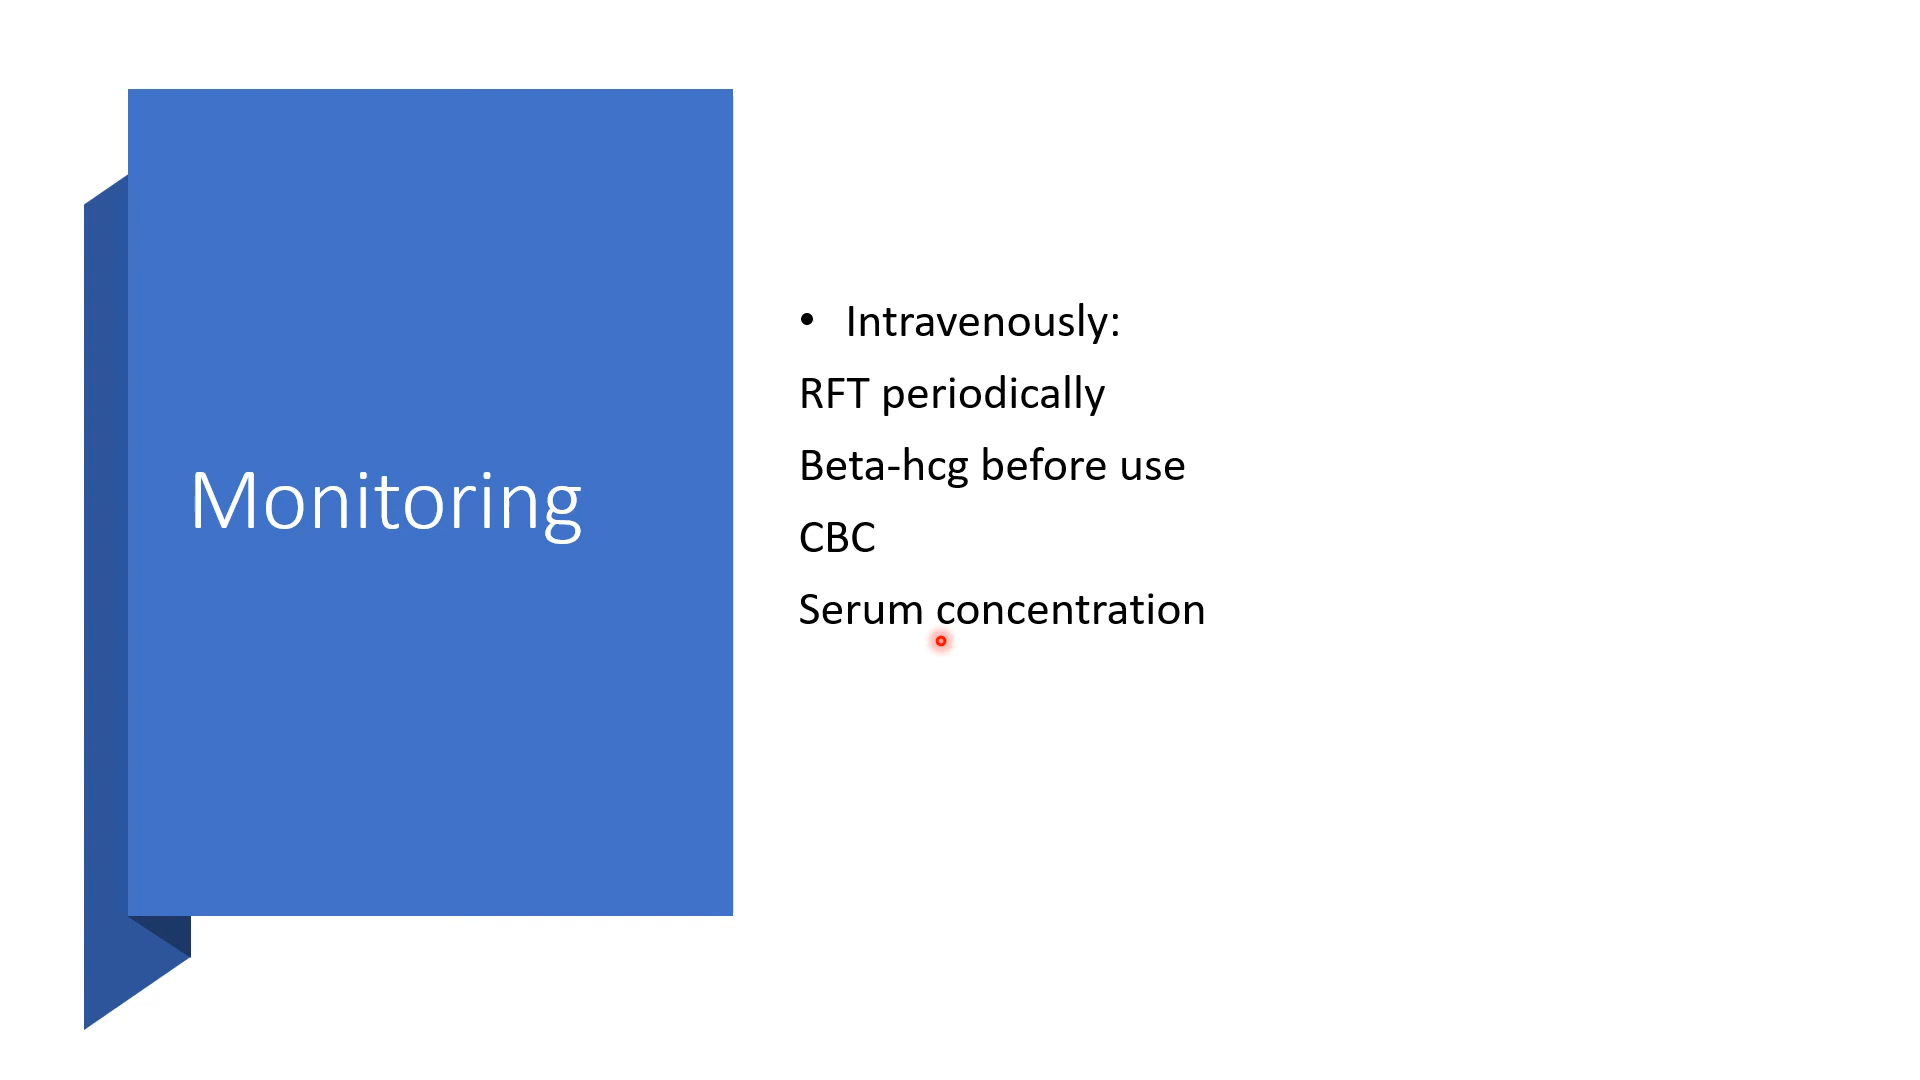 Monitoring
• Intravenously:
RFT periodically
Beta-hcg before use
CBC
Serum concentration